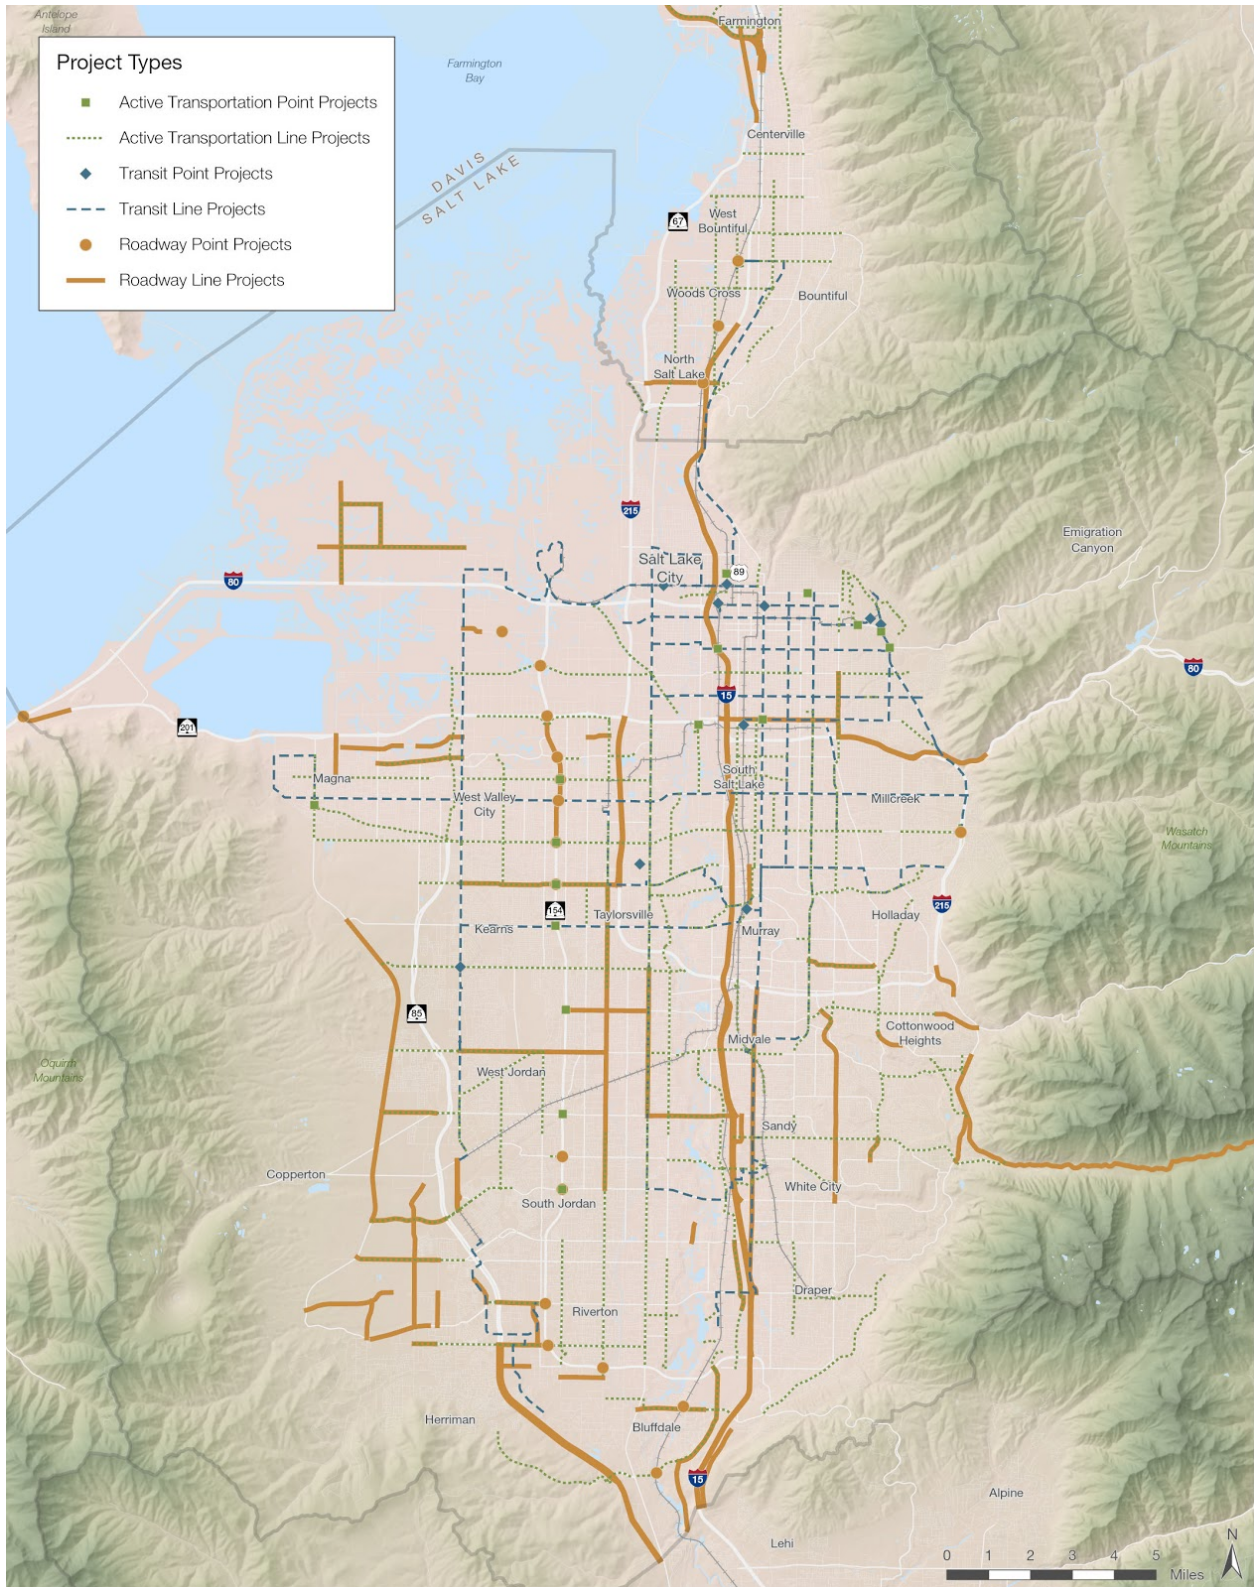 Antelope
Island
Farmington
Farmington
Bay
Project Types
Active Transportation Point Projects
Active Transportation Line Projects
Transit Point Projects
Transit Line Projects
Roadway Point Projects
Roadway Line Projects
Centerville
DAVIS
SALT LAKE
67
West
Bountiful
Woods Cross
Bountiful
North
Salt Lake
215
Emigration
Canyon
Salt Lake
City
89
80
80
15
201
South
Salt Lake
Magna
West Valley
City
Millcreek
Wasatch
Mountains
154
Taylorsville
Holladay
215
Kearns
Murray
85
Cottonwood
Heights
Midvale
Oquirrh
Mountains
West Jordan
Sandy
Copperton
White City
South Jordan
Draper
Riverton
Herriman
Bluffdale
15
Alpine
Lehi
N
0 1 2 3 4 5
Miles